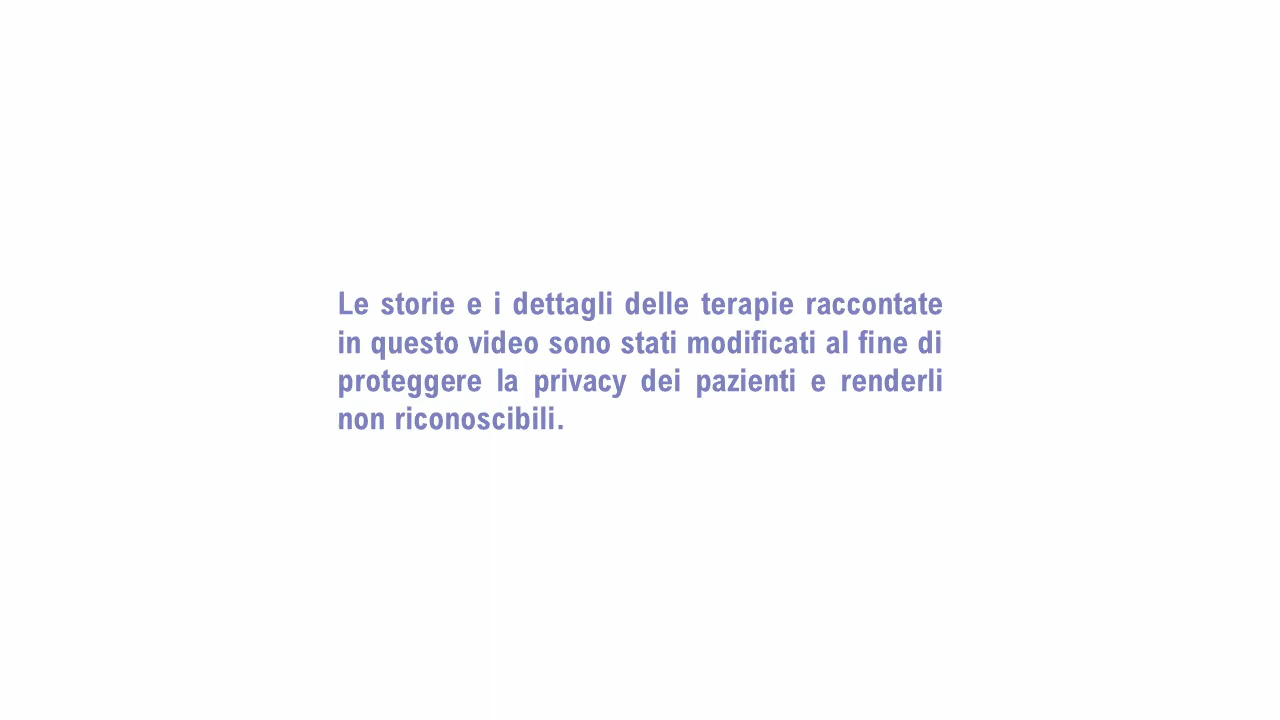 Le storie e i dettagli delle terapie raccontate
in questo video sono stati modificati al fine di
proteggere la privacy dei pazienti e renderli
non riconoscibili.